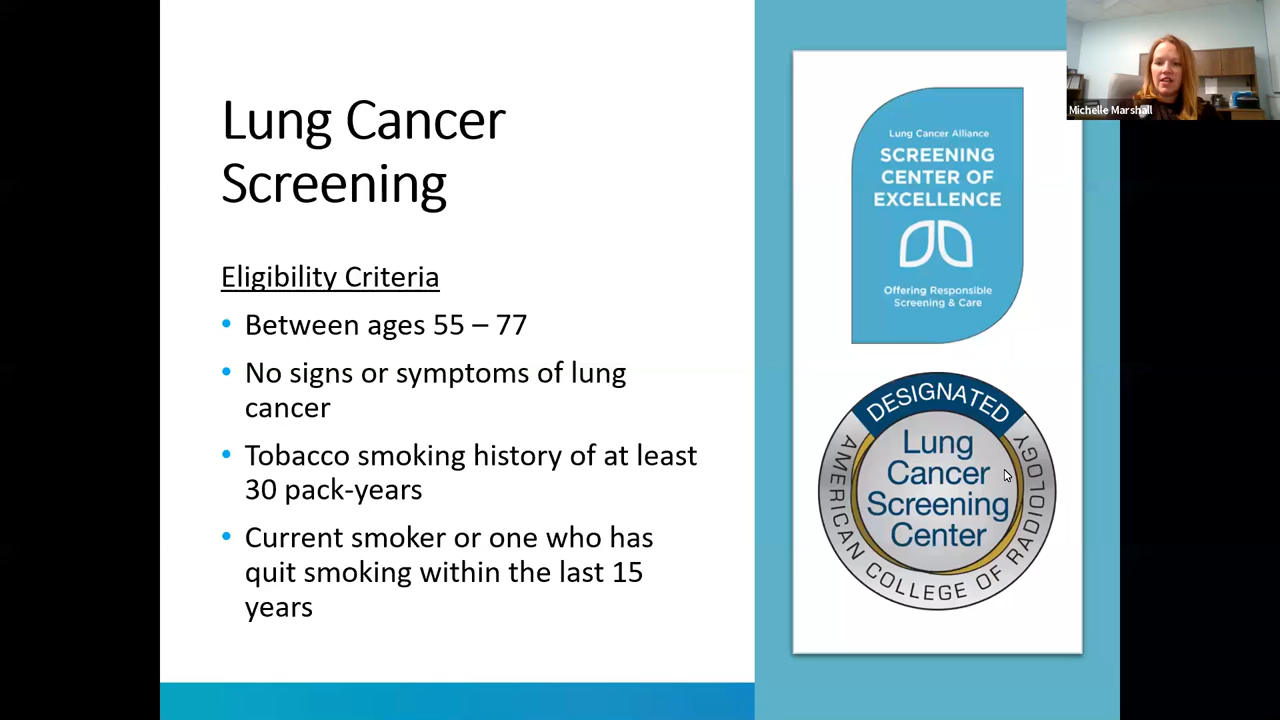 Lung Cancer
Screening
Eligibility Criteria
• Between ages 55 – 77
• No signs or symptoms of lung
cancer
• Tobacco smoking history of at least
30 pack-years
• Current smoker or one who has
quit smoking within the last 15
years
Lung Cancer Alliance
SCREENING
CENTER OF
EXCELLENCE
Offering Responsible
Screening & Care
DESIGNATED
Lung
Cancer
Screening
Center
AMERICAN COLLEGE OF RADIOLOGY
Michelle Marshall